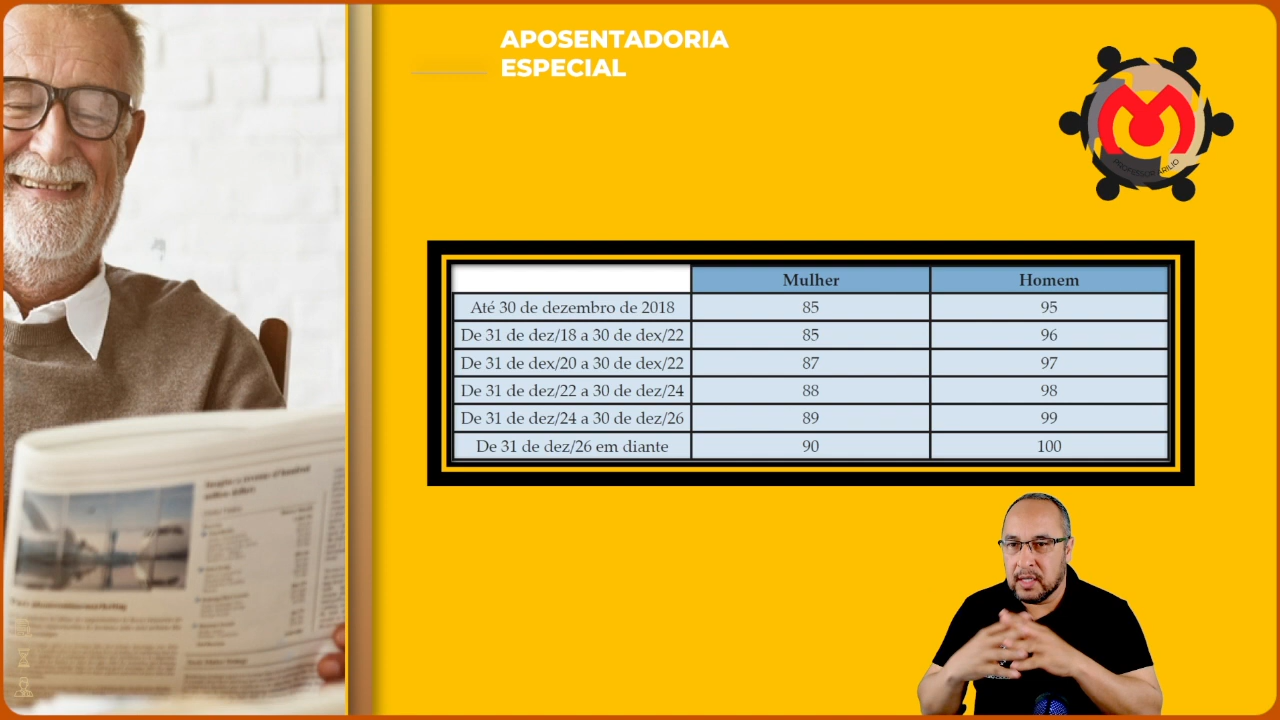 APOSENTADORIA
ESPECIAL
PROFESSOR ARILIO
Mulher Homem
Até 30 de dezembro de 2018 85 95
De 31 de dez/18 a 30 de dex/22 85 96
De 31 de dex/20 a 30 de dex/22 87 97
De 31 de dez/22 a 30 de dez/24 88 98
De 31 de dez/24 a 30 de dez/26 89 99
De 31 de dez/26 em diante 90 100